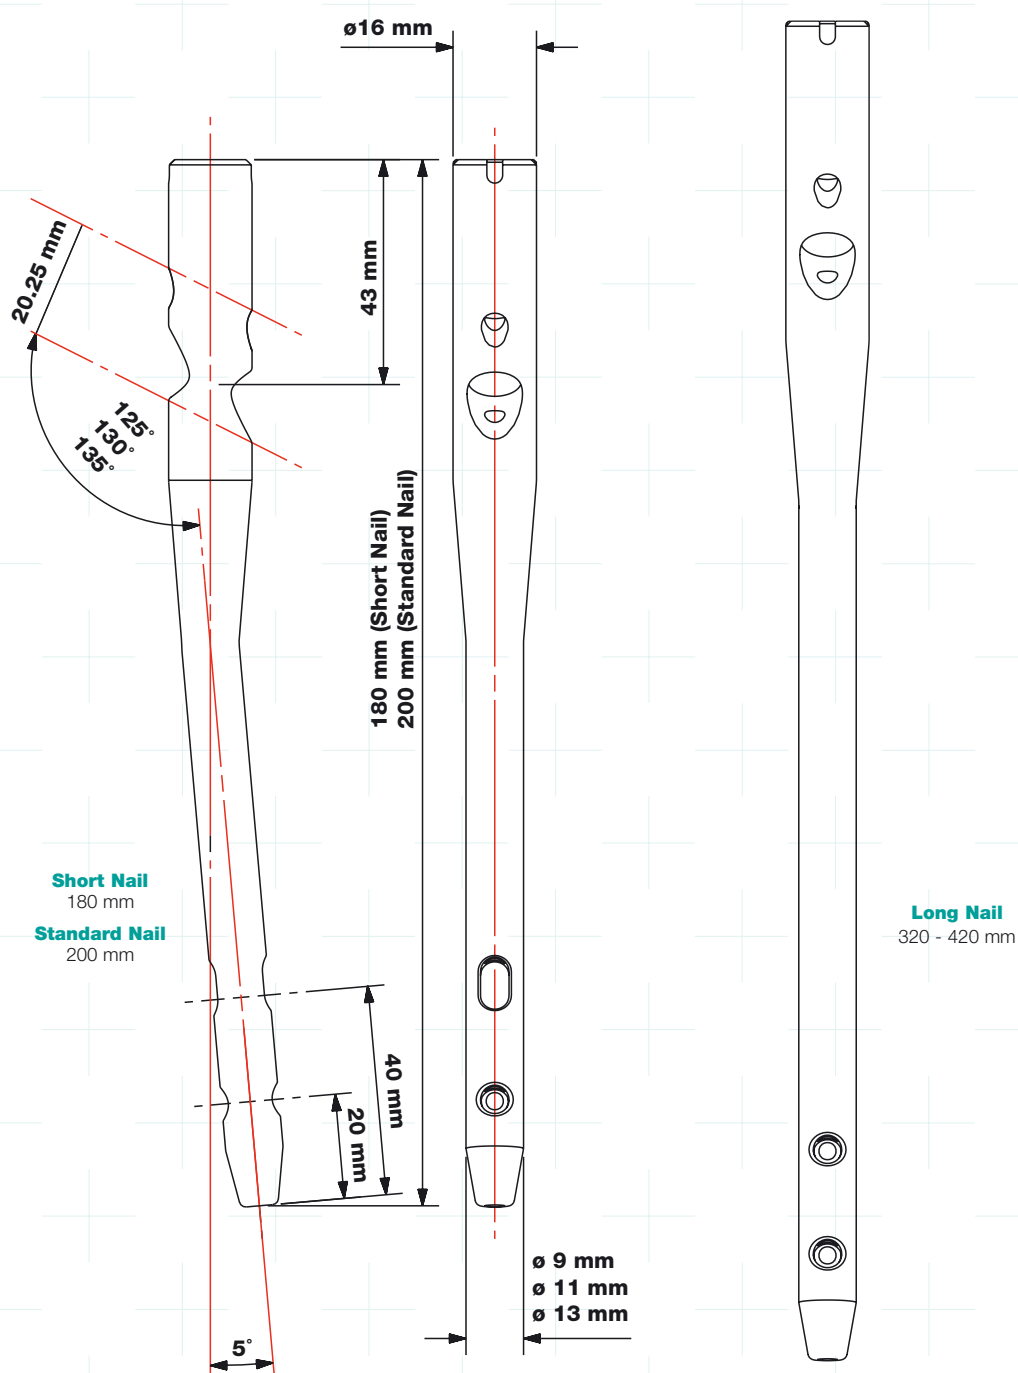 ø16 mm
20.25 mm
43 mm
125°
130°
135°
180 mm (Short Nail)
200 mm (Standard Nail)
Short Nail
180 mm
Standard Nail
200 mm
Long Nail
320 - 420 mm
40 mm
20 mm
ø 9 mm
ø 11 mm
ø 13 mm
5°